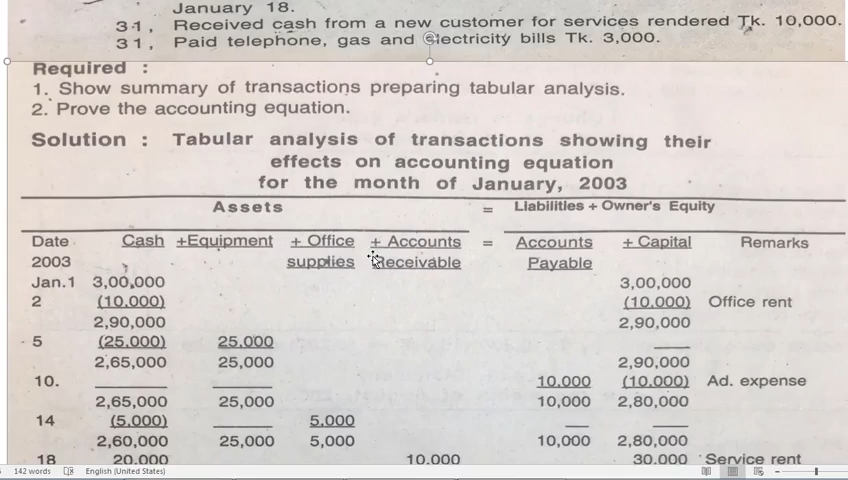 January 18.
31, Received cash from a new customer for services rendered Tk. 10,000.
31, Paid telephone, gas and electricity bills Tk. 3,000.
Required :
1. Show summary of transactions preparing tabular analysis.
2. Prove the accounting equation.
Solution : Tabular analysis of transactions showing their
effects on accounting equation
for the month of January, 2003
Assets = Liabilities + Owner's Equity
Date Cash +Equipment + Office + Accounts = Accounts + Capital Remarks
2003 supplies Receivable Payable
Jan.1 3,00,000 3,00,000
2 (10,000) (10,000) Office rent
2,90,000 2,90,000
5 (25,000) 25,000
2,65,000 25,000 2,90,000
10. 10,000 (10,000) Ad. expense
2,65,000 25,000 10,000 2,80,000
14 (5,000) 5,000
2,60,000 25,000 5,000 10,000 2,80,000
18 20,000 10,000 30,000 Service rent
142 words English (United States)